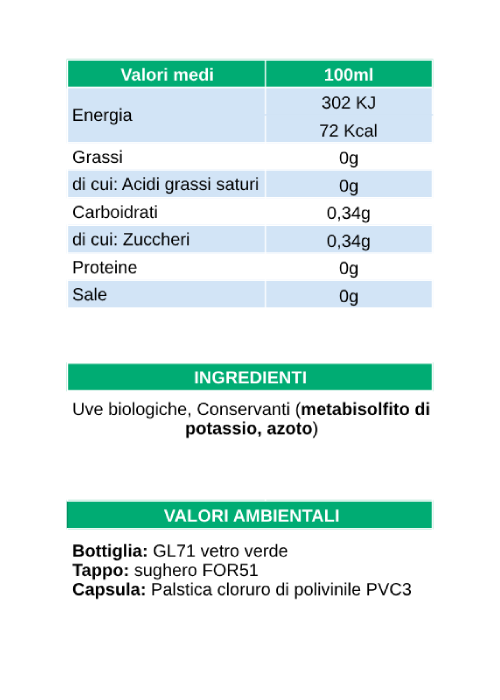 Valori medi 100ml
Energia 302 KJ
72 Kcal
Grassi 0g
di cui: Acidi grassi saturi 0g
Carboidrati 0,34g
di cui: Zuccheri 0,34g
Proteine 0g
Sale 0g
INGREDIENTI
Uve biologiche, Conservanti (metabisolfito di
potassio, azoto)
VALORI AMBIENTALI
Bottiglia: GL71 vetro verde
Tappo: sughero FOR51
Capsula: Palstica cloruro di polivinile PVC3